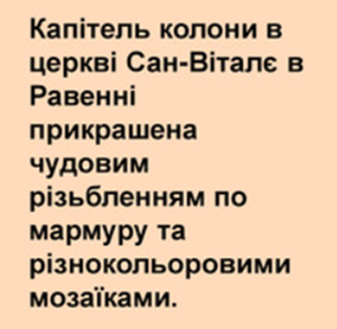 Капітель колони в
церкві Сан-Віталє в
Равенні
прикрашена
чудовим
різьбленням по
мармуру та
різнокольоровими
мозаїками.